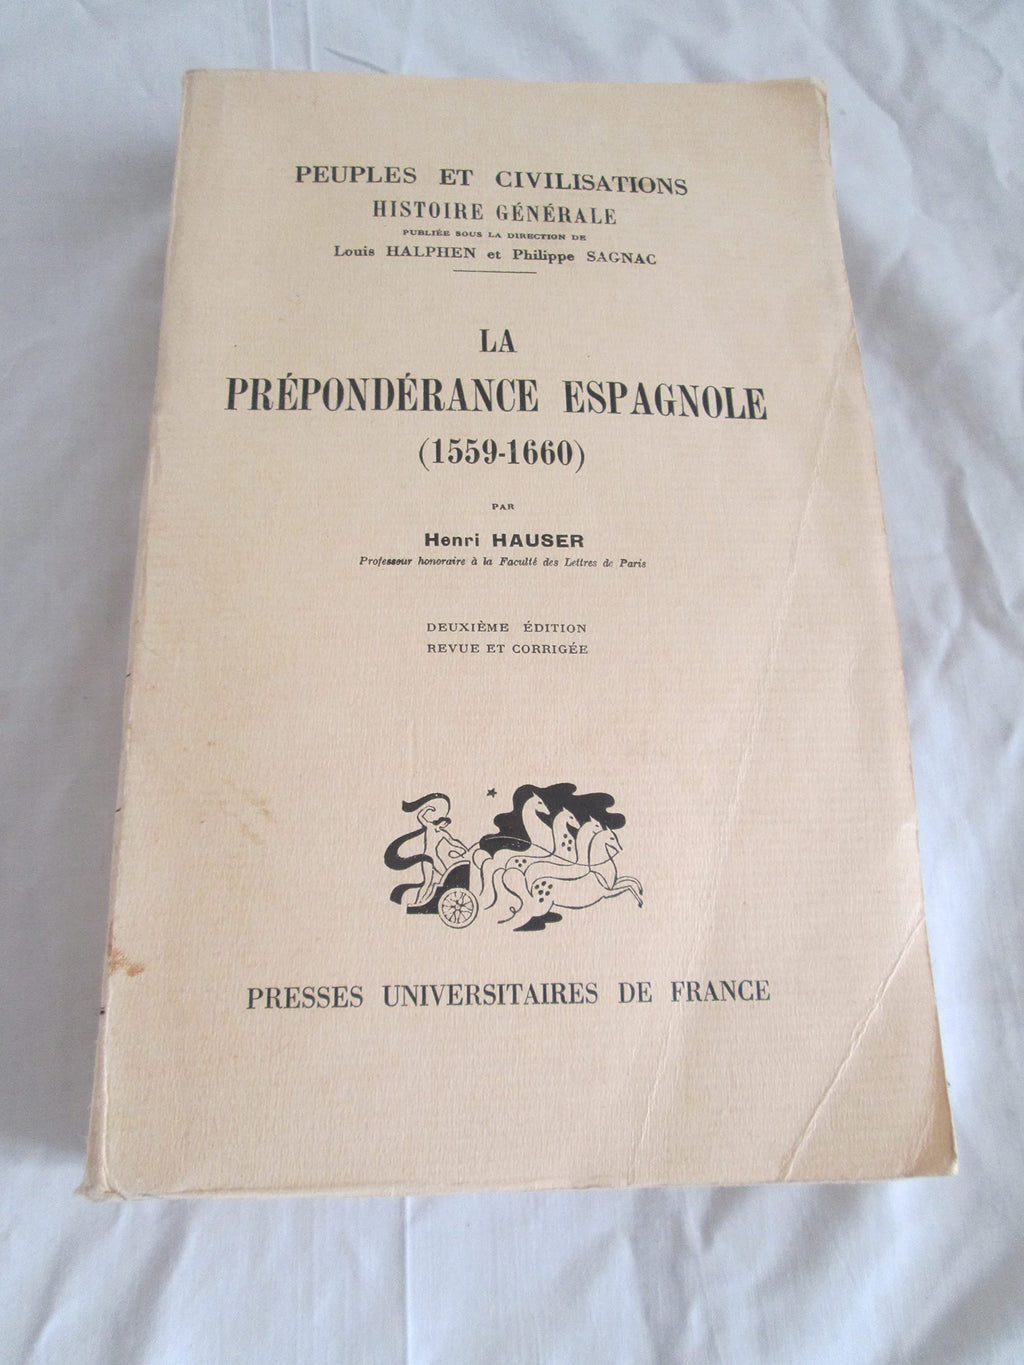 PEUPLES ET CIVILISATIONS
HISTOIRE GÉNÉRALE
PUBLIÉE SOUS LA DIRECTION DE
Louis HALPHEN et Philippe SAGNAC
LA
PRÉPONDÉRANCE ESPAGNOLE
(1559-1660)
PAR
Henri HAUSER
Professeur honoraire à la Faculté des Lettres de Paris
DEUXIÈME ÉDITION
REVUE ET CORRIGÉE
PRESSES UNIVERSITAIRES DE FRANCE